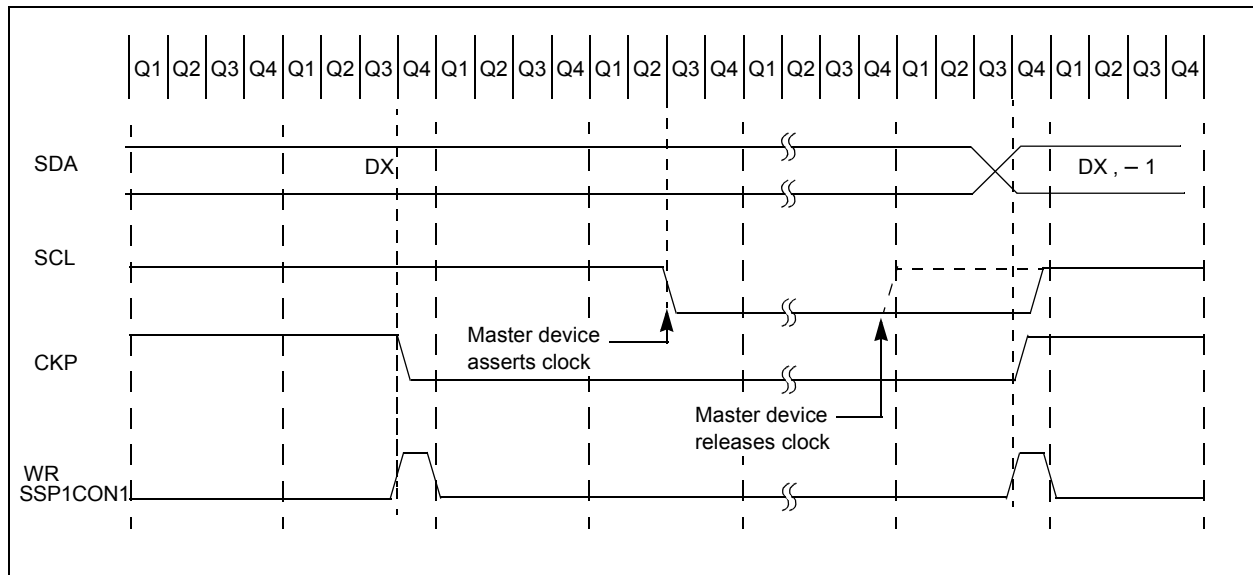 Q1 Q2 Q3 Q4 Q1 Q2 Q3 Q4 Q1 Q2 Q3 Q4 Q1 Q2 Q3 Q4 Q1 Q2 Q3 Q4 Q1 Q2 Q3 Q4 Q1 Q2 Q3 Q4
SDA
DX
DX , – 1
SCL
Master device
asserts clock
CKP
Master device
releases clock
WR
SSP1CON1